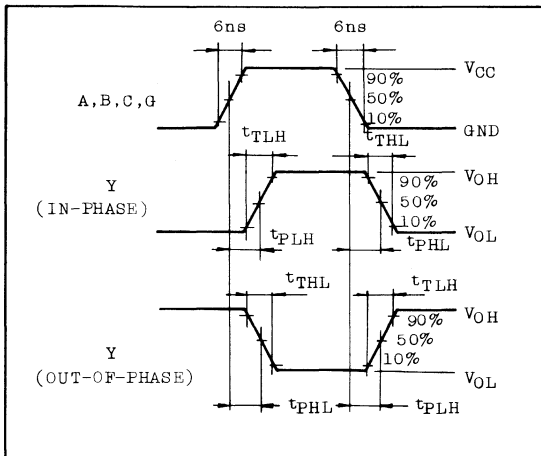 6ns 6ns
VCC
90%
A,B,C,G 50%
10%
GND
tTLH tTHL
Y
(IN-PHASE)
VOH
90%
50%
10%
VOL
tPLH tPHL
tTHL tTLH
VOH
90%
50%
10%
Y
(OUT-OF-PHASE)
VOL
tPHL tPLH